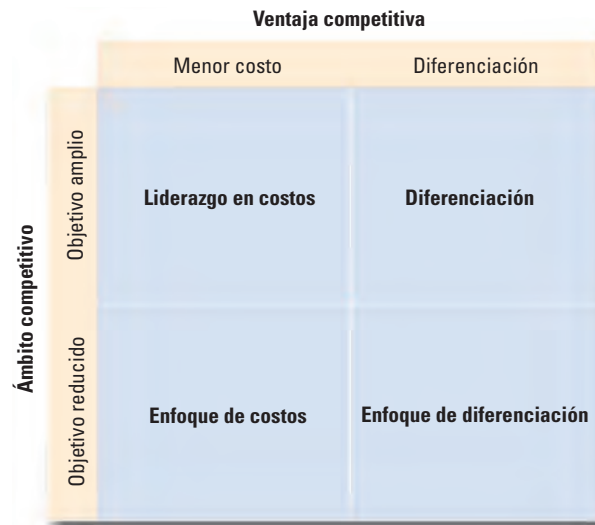 Ventaja competitiva
Menor costo
Diferenciación
Ámbito competitivo
Objetivo amplio
Liderazgo en costos
Diferenciación
Objetivo reducido
Enfoque de costos
Enfoque de diferenciación